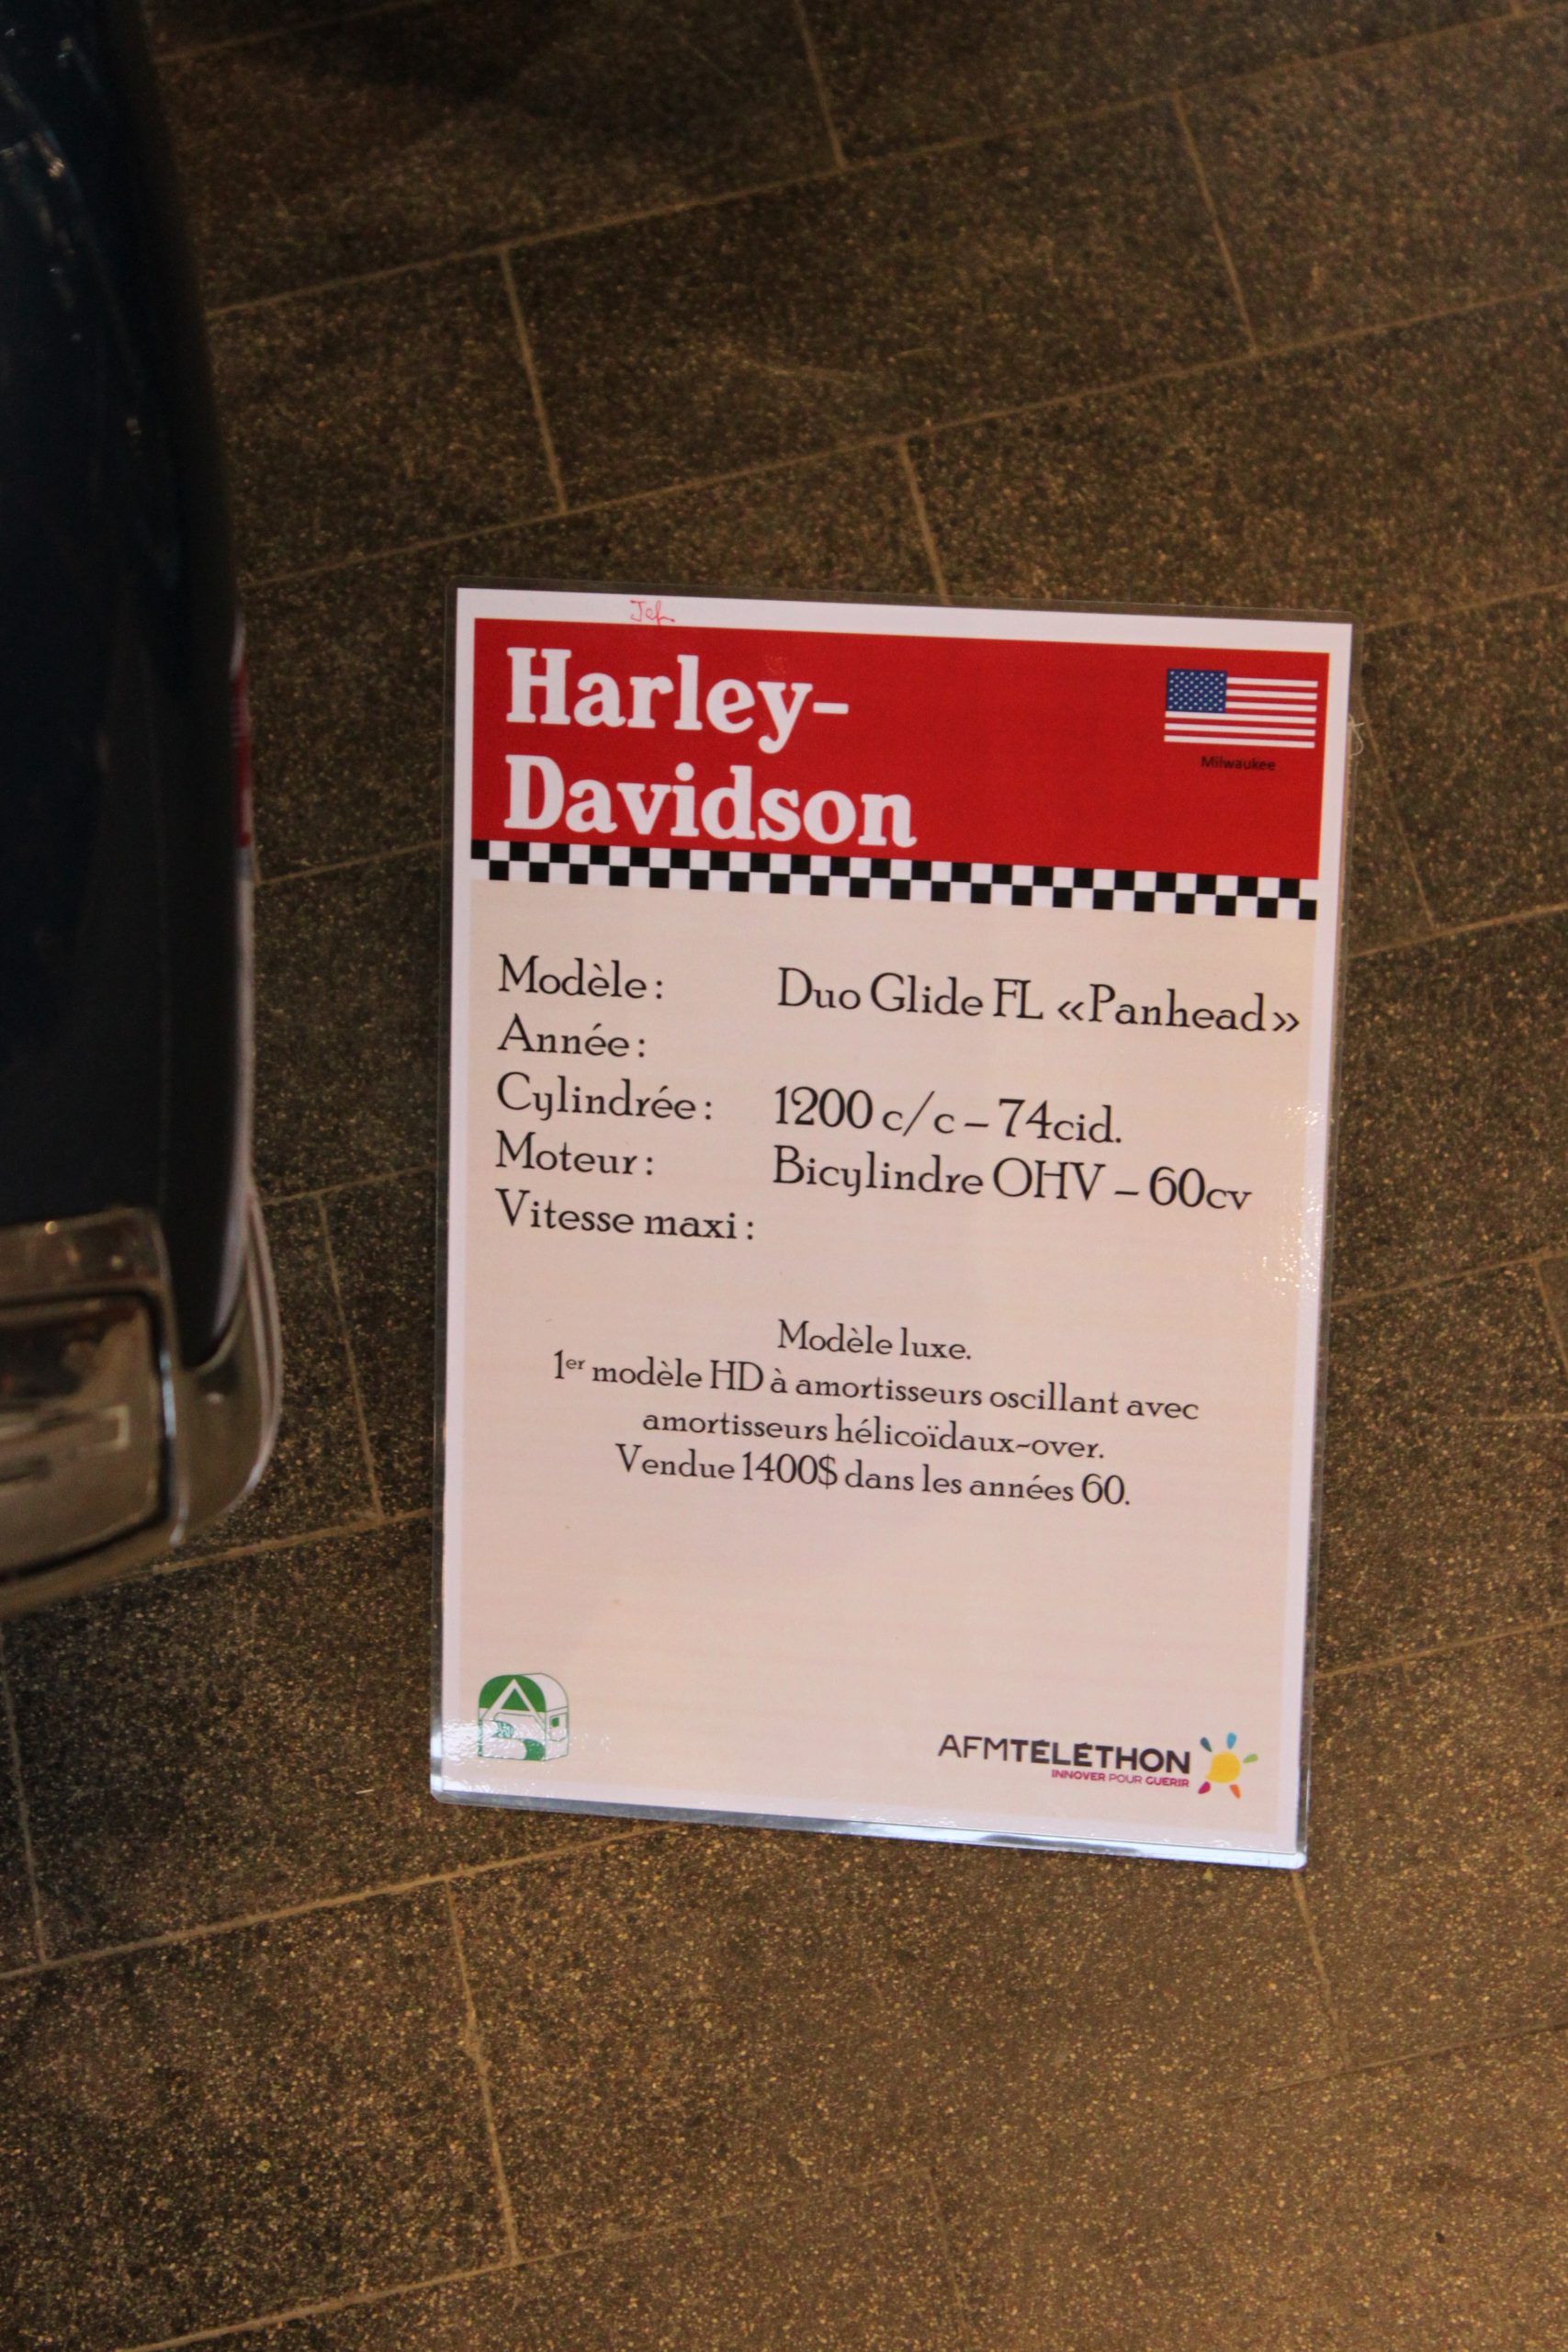 Jef
Harley-
Davidson
Milwaukee
Modèle : Duo Glide FL «Panhead»
Année :
Cylindrée : 1200 c/c – 74cid.
Moteur : Bicylindre OHV – 60cv
Vitesse maxi :
Modèle luxe.
1er modèle HD à amortisseurs oscillant avec
amortisseurs hélicoïdaux-over.
Vendue 1400$ dans les années 60.
AFMTÉLÉTHON
INNOVER POUR GUÉRIR